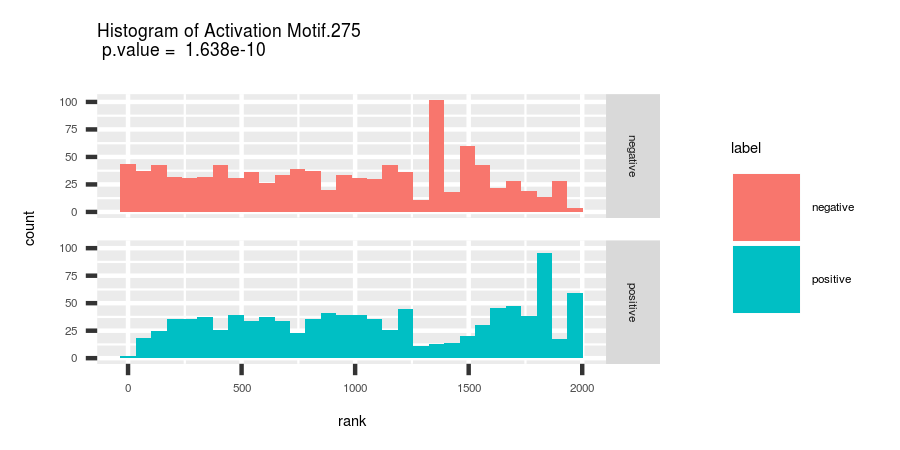 Histogram of Activation Motif.275
p.value = 1.638e-10
100
75
50
25
0
negative
100
75
50
25
0
positive
0 500 1000 1500 2000
rank
count
label
negative
positive